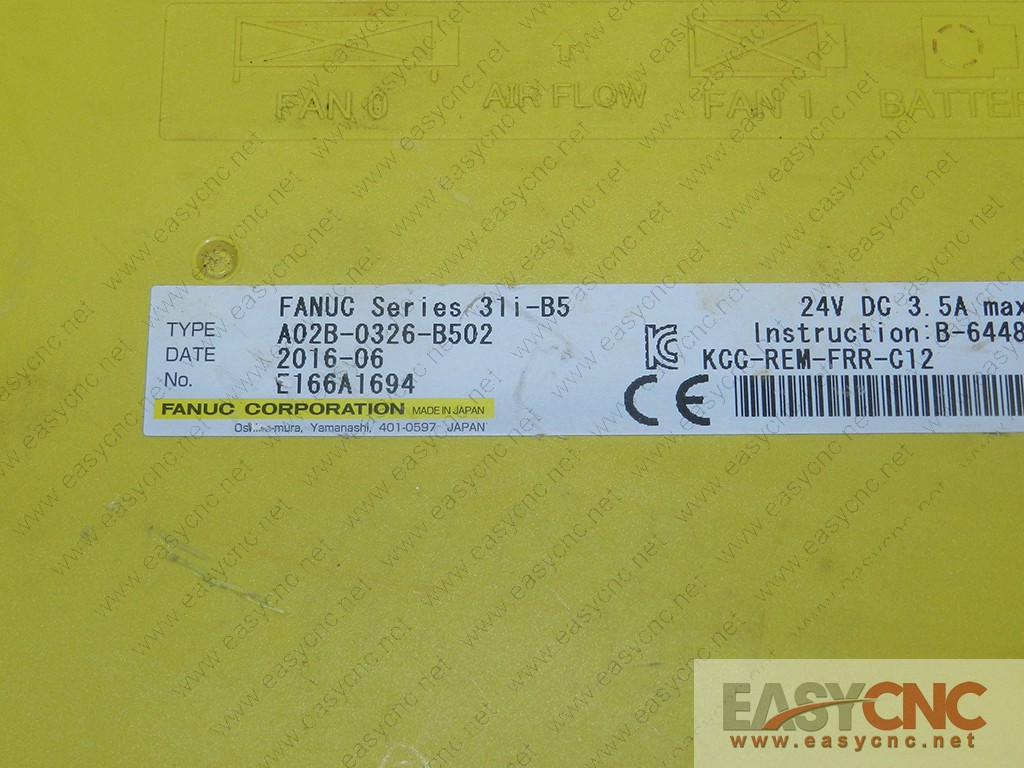 FAN 0 AIR FLOW FAN 1
FANUC Series 31i-B5 24V DC 3.5A max
TYPE A02B-0326-B502 Instruction:
DATE 2016-06 KCC-REM-FRR-C12
No. E166A1694
CE
FANUC CORPORATION MADE IN JAPAN
Yamanashi, 401-0597 JAPAN
EASYCNC
www.easycnc.net